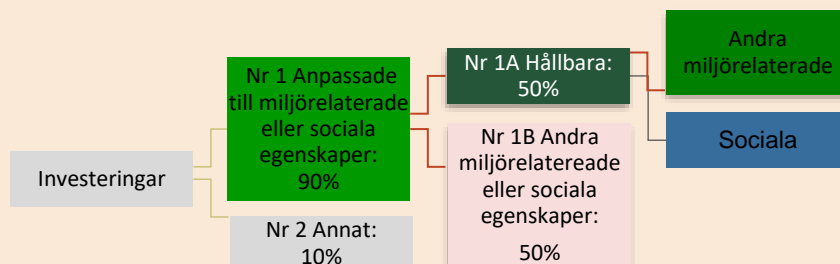 Investeringar
Nr 1 Anpassade
till miljörelaterade
eller sociala
egenskaper:
90%
Nr 2 Annat:
10%
Nr 1A Hållbara:
50%
Nr 1B Andra
miljörelatereade
eller sociala
egenskaper:
50%
Andra
miljörelaterade
Sociala